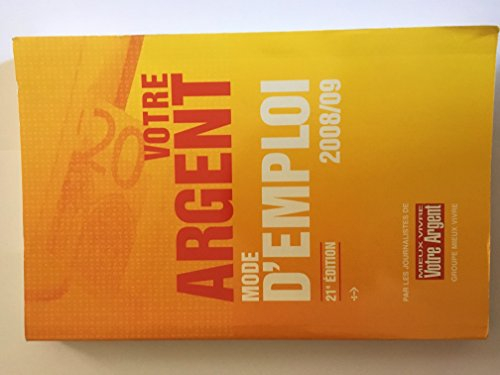 VOTRE
ARGENT
MODE
D'EMPLOI
2008/09
21e ÉDITION
PAR LES JOURNALISTES DE
MIEUX VIVRE
Votre Argent
GROUPE MIEUX VIVRE